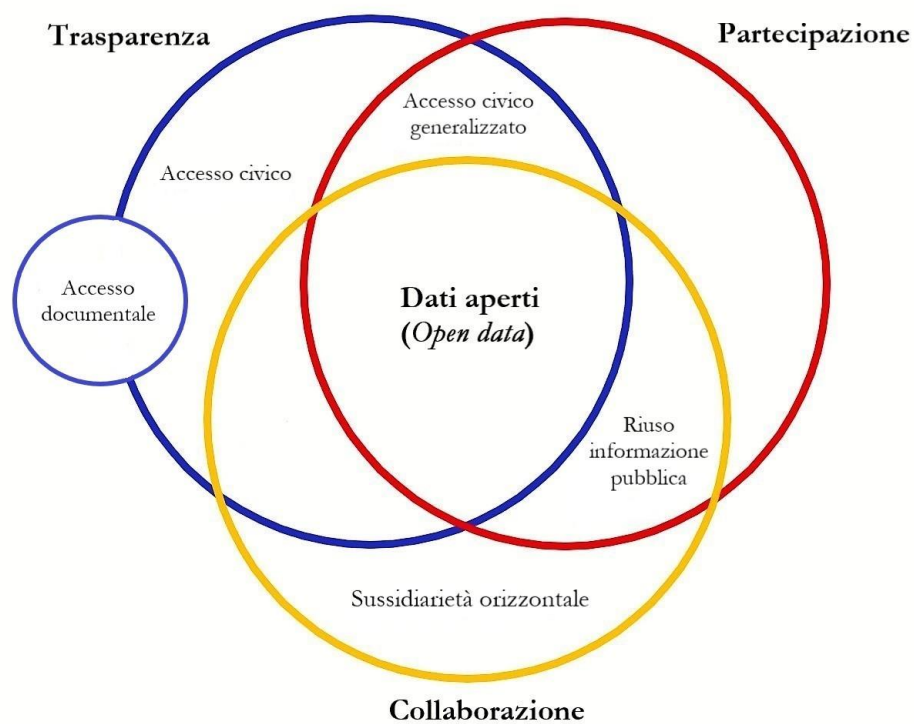 Trasparenza
Partecipazione
Accesso civico
generalizzato
Accesso civico
Accesso
documentale
Dati aperti
(Open data)
Riuso
informazione
pubblica
Sussidiarietà orizzontale
Collaborazione